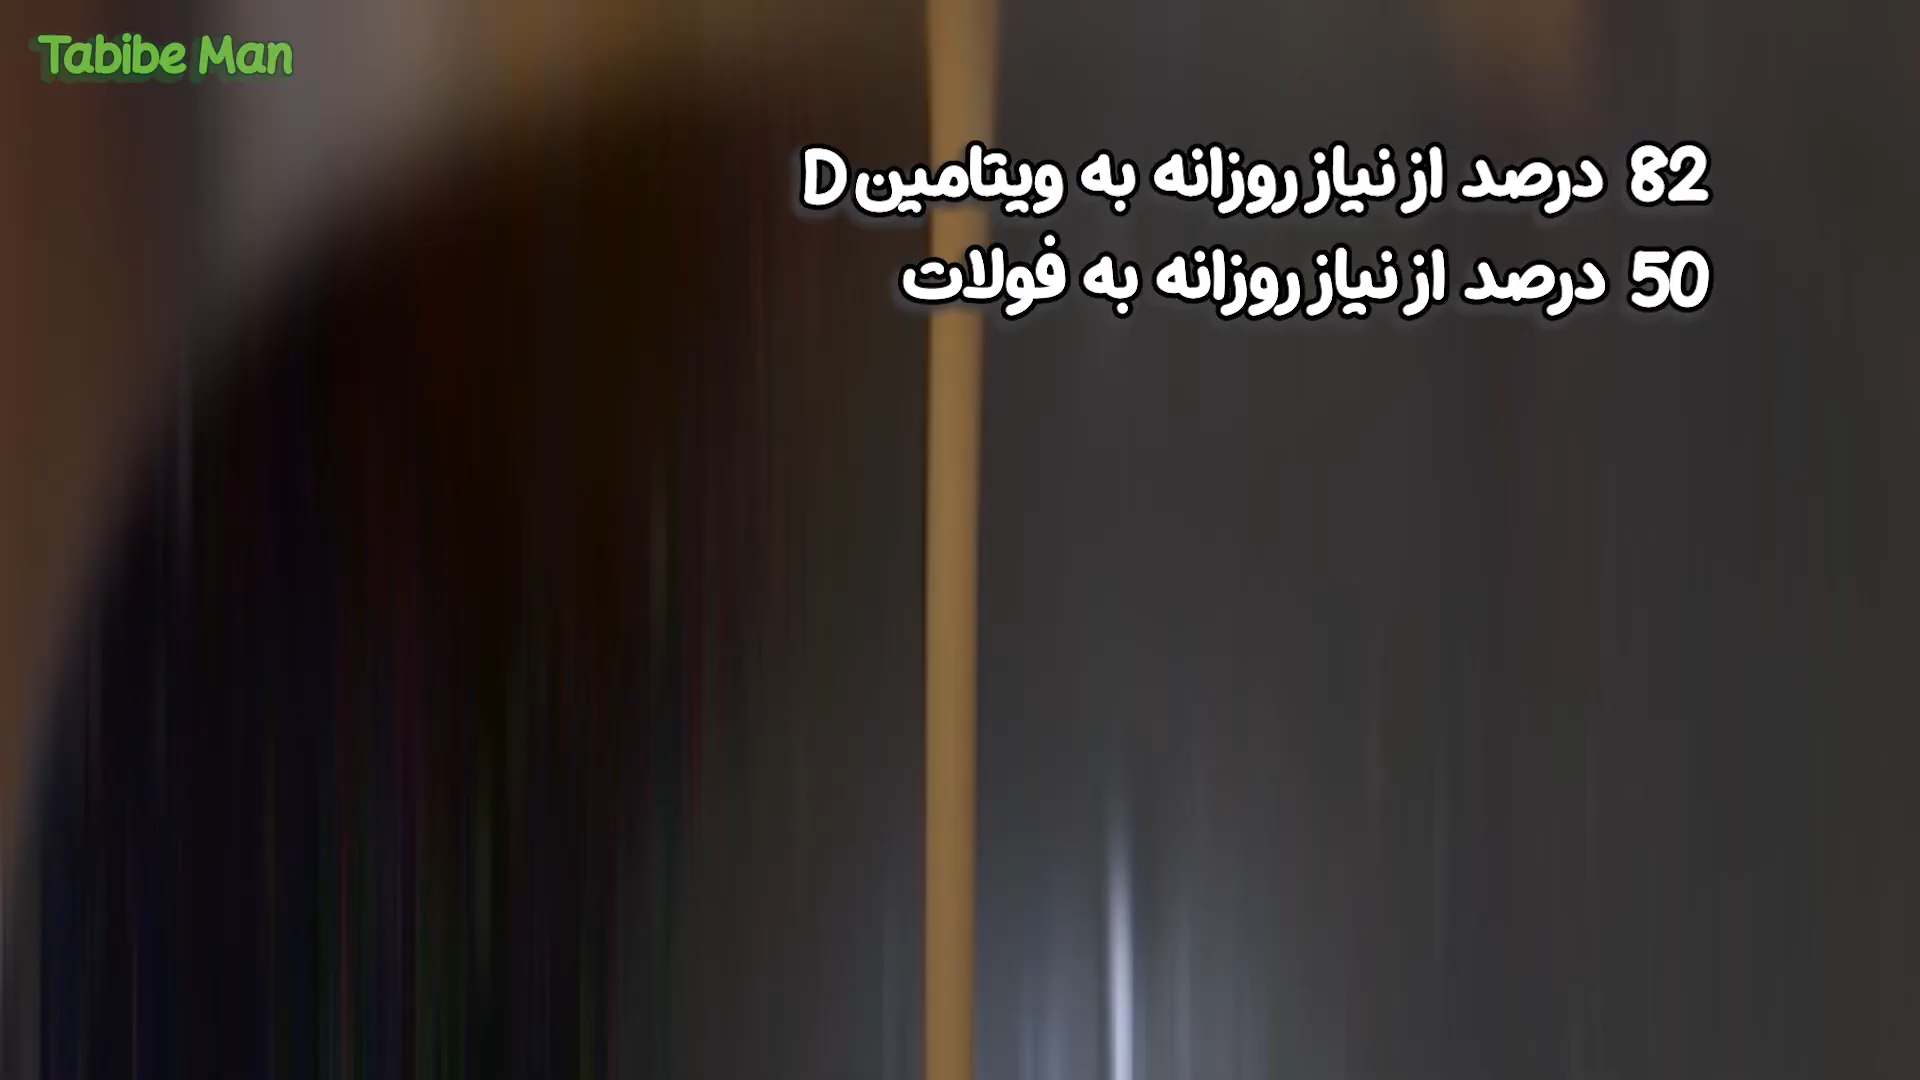 Tabibe Man
82 درصد از نیاز روزانه به ویتامین D
50 درصد از نیاز روزانه به فولات